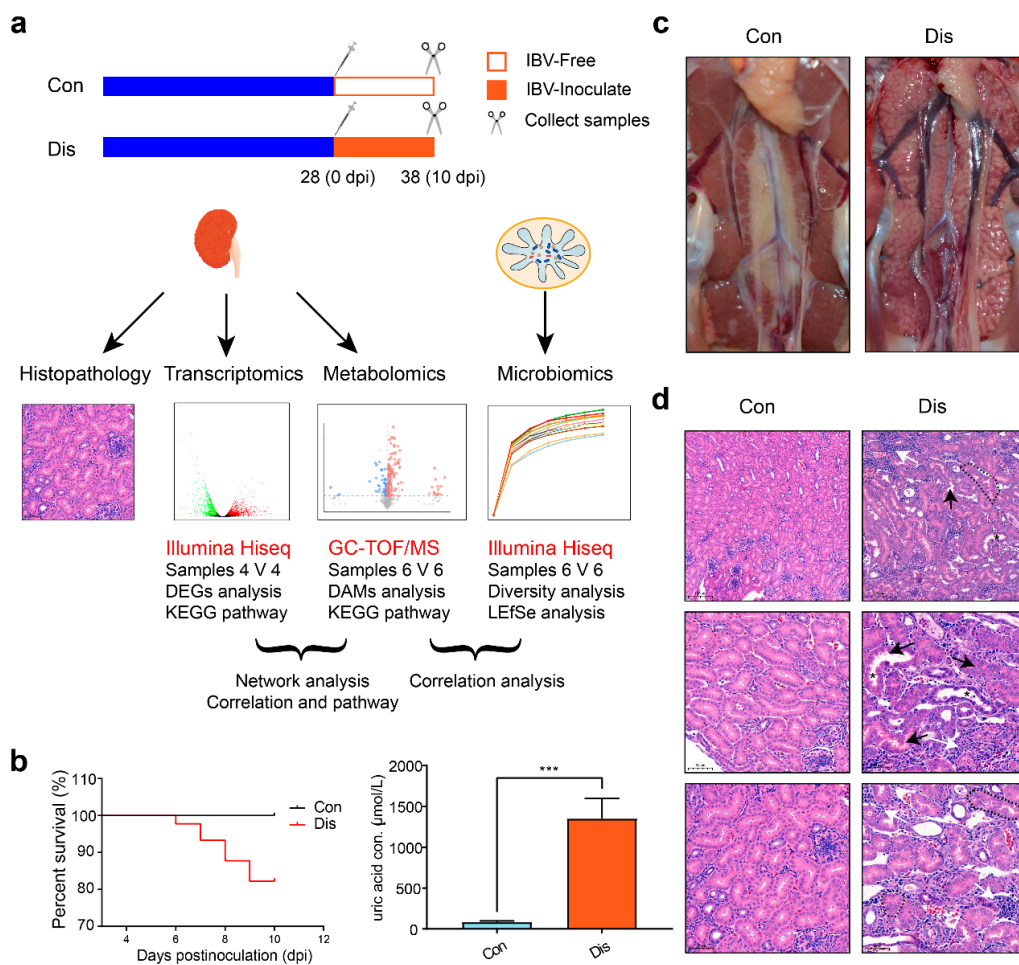 a
IBV-Free
Con
IBV-Inoculate
Collect samples
Dis
28 (0 dpi) 38 (10 dpi)
Histopathology Transcriptomics Metabolomics Microbiomics
Illumina Hiseq GC-TOF/MS Illumina Hiseq
Samples 4 V 4 Samples 6 V 6 Samples 6 V 6
DEGs analysis DAMs analysis Diversity analysis
KEGG pathway KEGG pathway LEfSe analysis
Network analysis Correlation analysis
Correlation and pathway
b
Percent survival (%)
110
100
90
80
70
4 6 8 10 12
Days postinoculation (dpi)
Con
Dis
uric acid con. (μmol/L)
2000
1500
1000
500
0
***
Con Dis
c
Con Dis
d
Con Dis